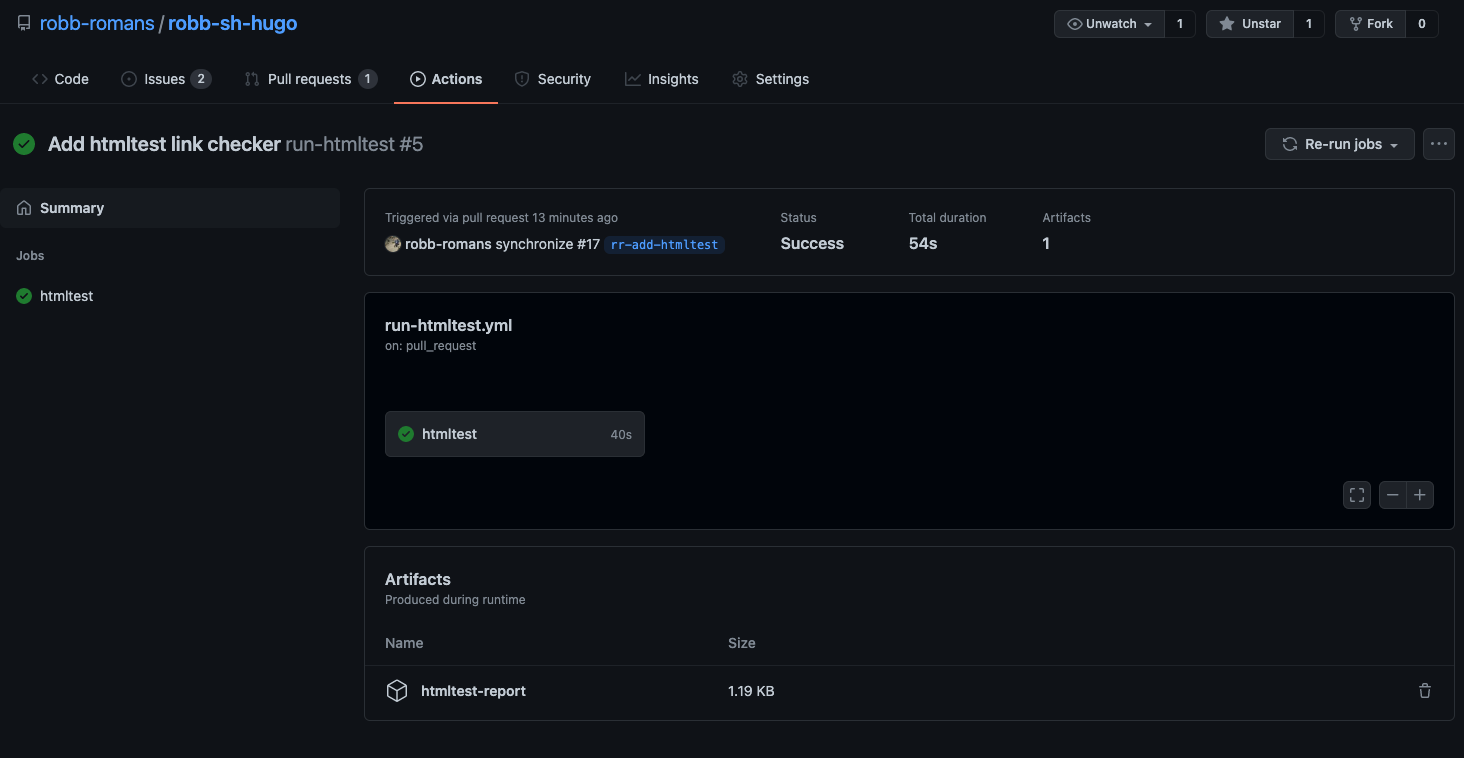 robb-romans / robb-sh-hugo
Unwatch 1 Unstar 1 Fork 0
Code Issues 2 Pull requests 1 Actions Security Insights Settings
Add htmltest link checker run-htmltest #5
Re-run jobs
Summary
Jobs
htmltest
Triggered via pull request 13 minutes ago
robb-romans synchronize #17 rr-add-htmltest
Status
Success
Total duration
54s
Artifacts
1
run-htmltest.yml
on: pull_request
htmltest 40s
Artifacts
Produced during runtime
Name Size
htmltest-report 1.19 KB